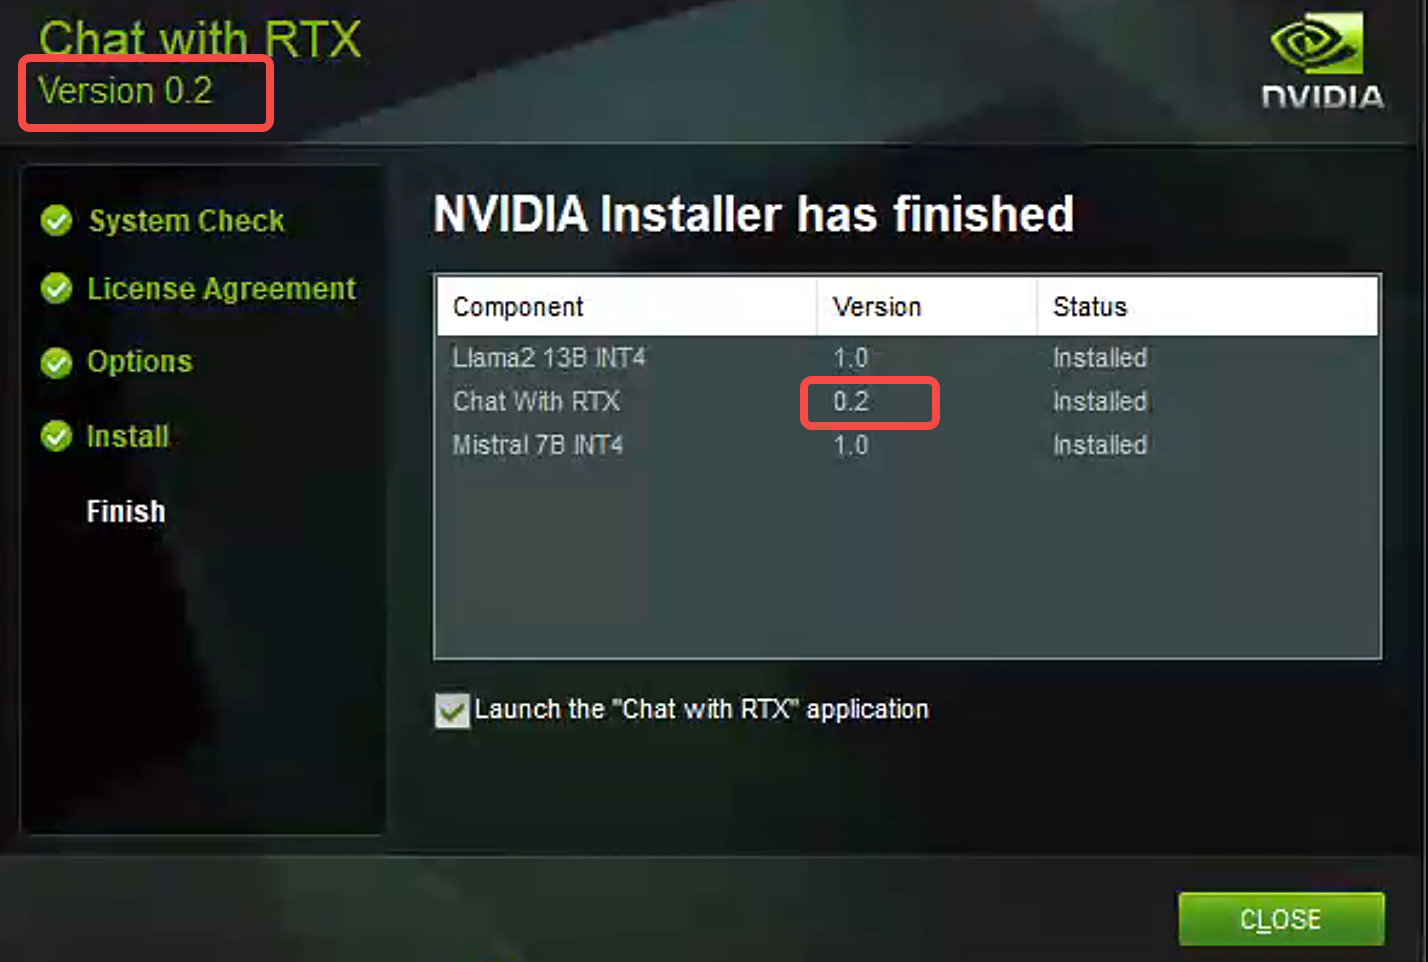 Chat with RTX
Version 0.2
NVIDIA
System Check
License Agreement
Options
Install
Finish
NVIDIA Installer has finished
Component Version Status
Llama2 13B INT4 1.0 Installed
Chat With RTX 0.2 Installed
Mistral 7B INT4 1.0 Installed
Launch the "Chat with RTX" application
CLOSE